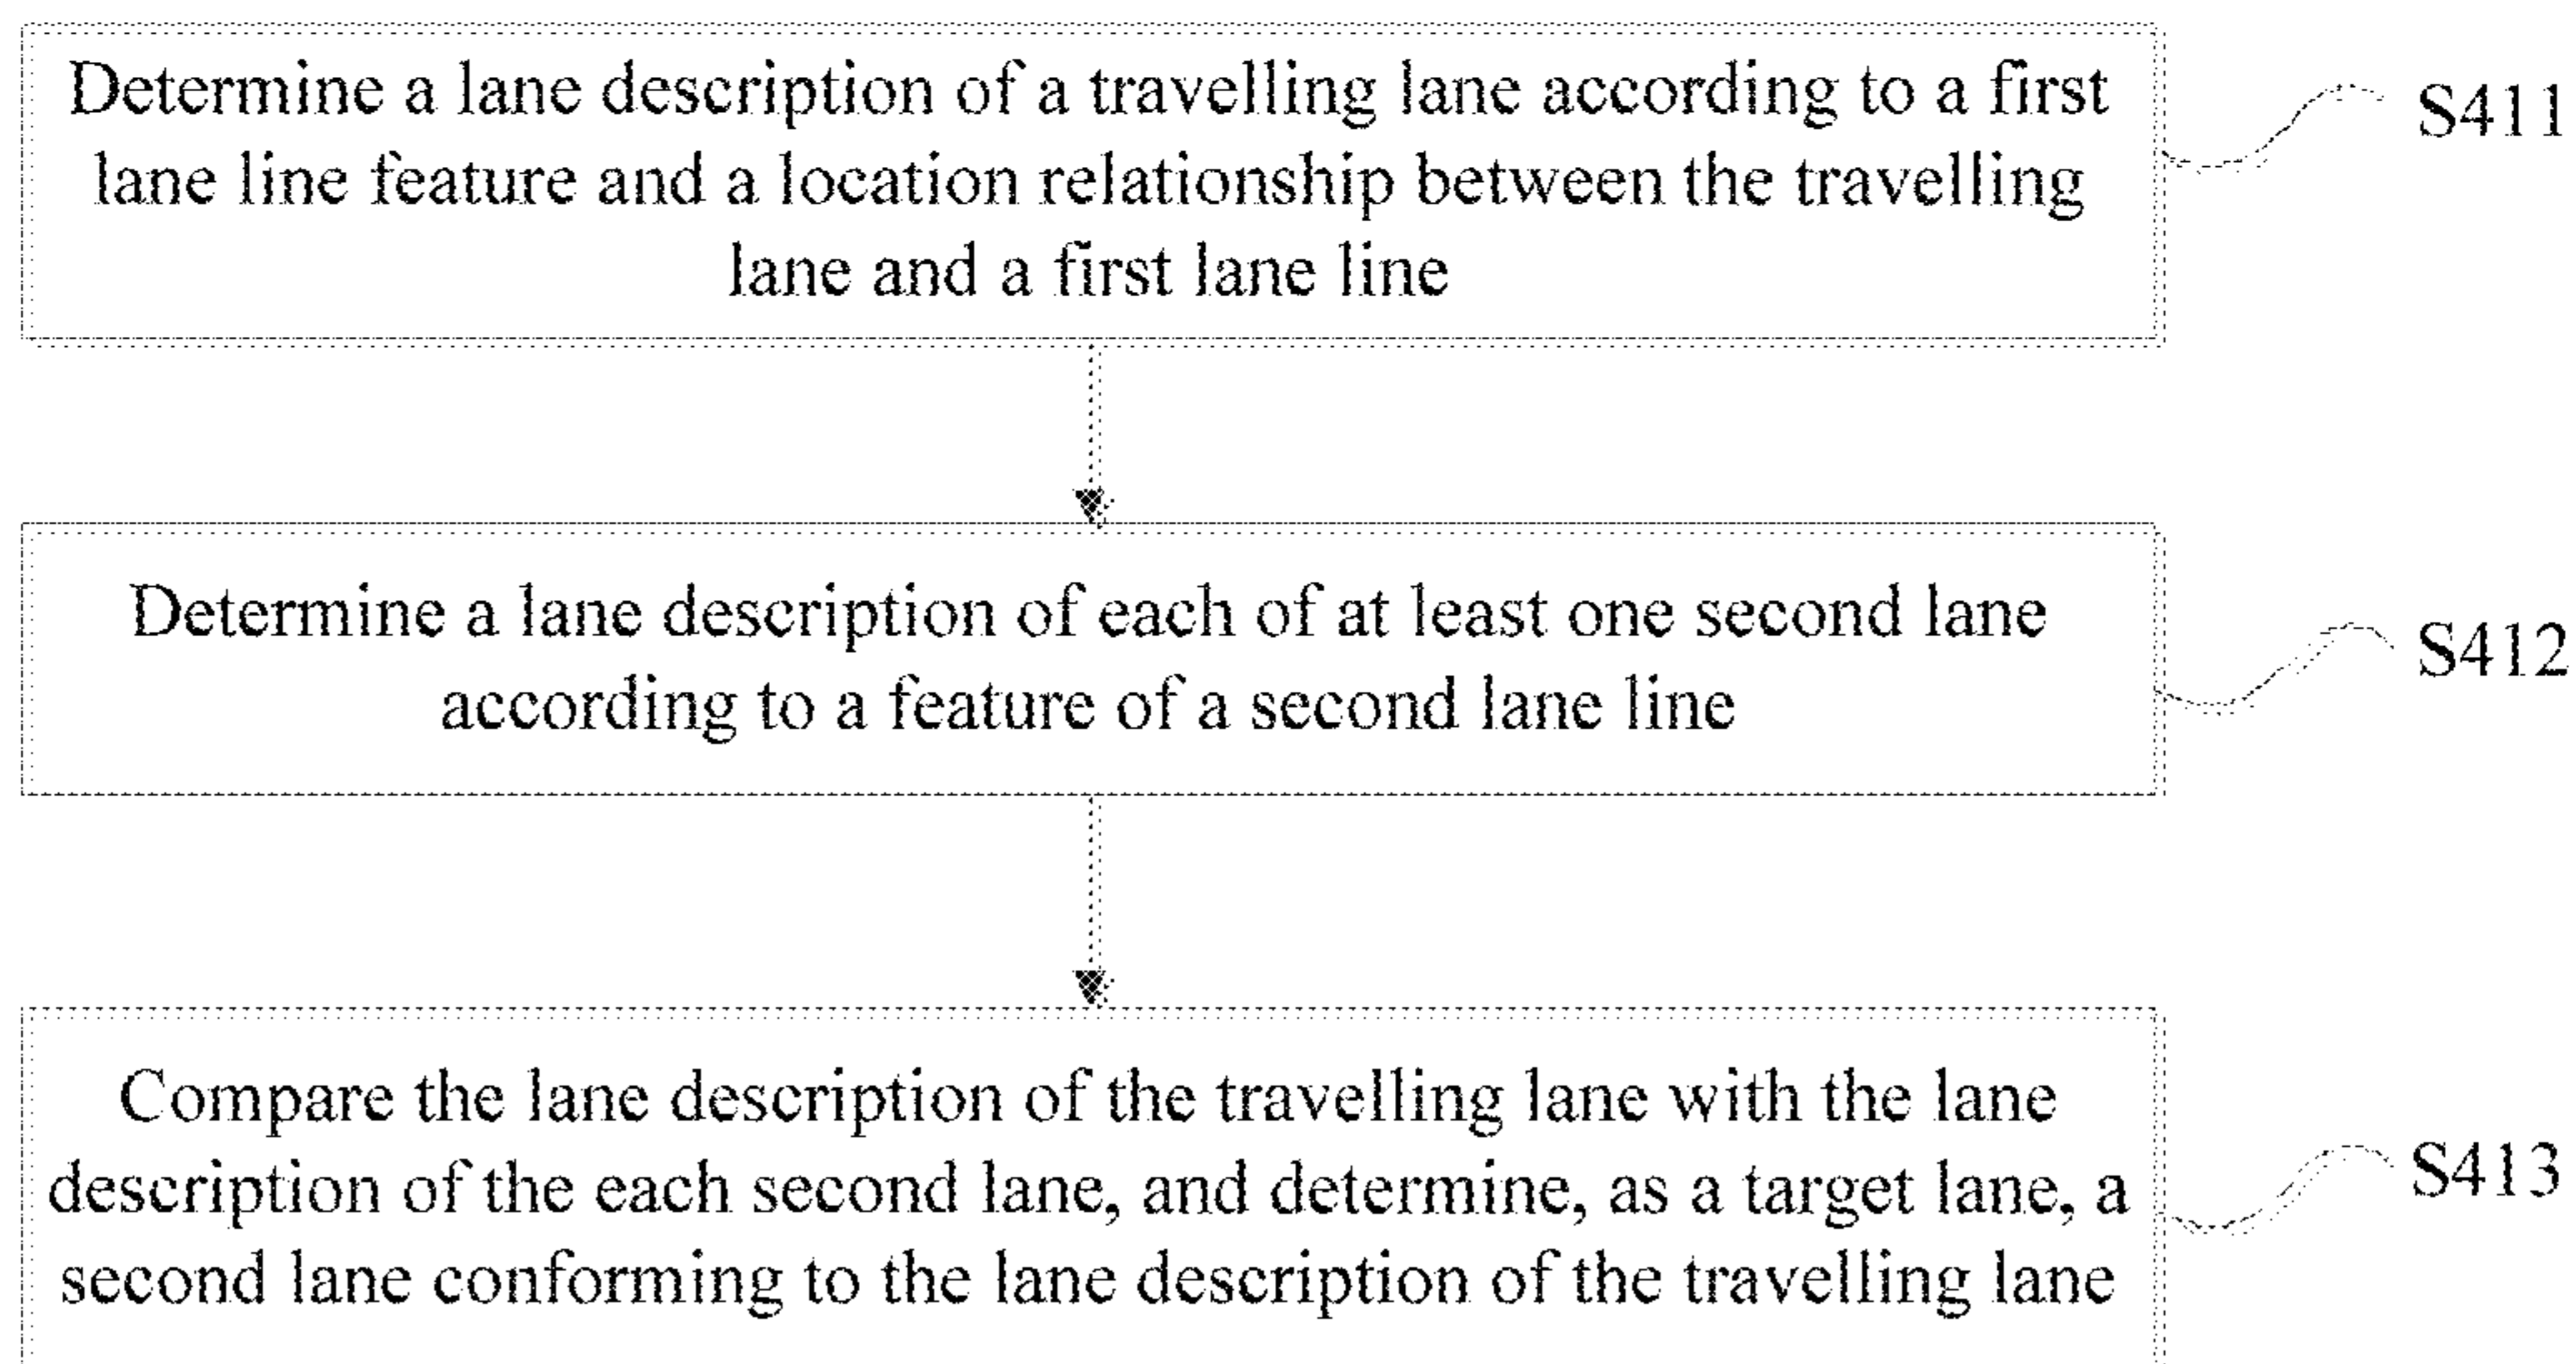 Determine a lane description of a travelling lane according to a first
lane line feature and a location relationship between the travelling
lane and a first lane line
S411
Determine a lane description of each of at least one second lane
according to a feature of a second lane line
S412
Compare the lane description of the travelling lane with the lane
description of the each second lane, and determine, as a target lane, a
second lane conforming to the lane description of the travelling lane
S413